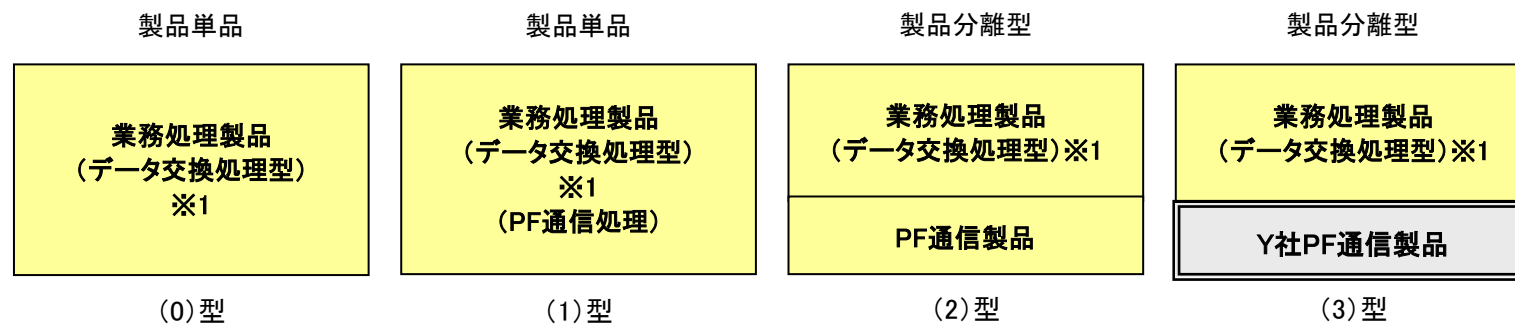 製品単品
製品単品
製品分離型
製品分離型
業務処理製品
（データ交換処理型）
※1
業務処理製品
（データ交換処理型）
※1
（PF通信処理）
業務処理製品
（データ交換処理型）※1
PF通信製品
業務処理製品
（データ交換処理型）※1
Y社PF通信製品
（0）型
（1）型
（2）型
（3）型